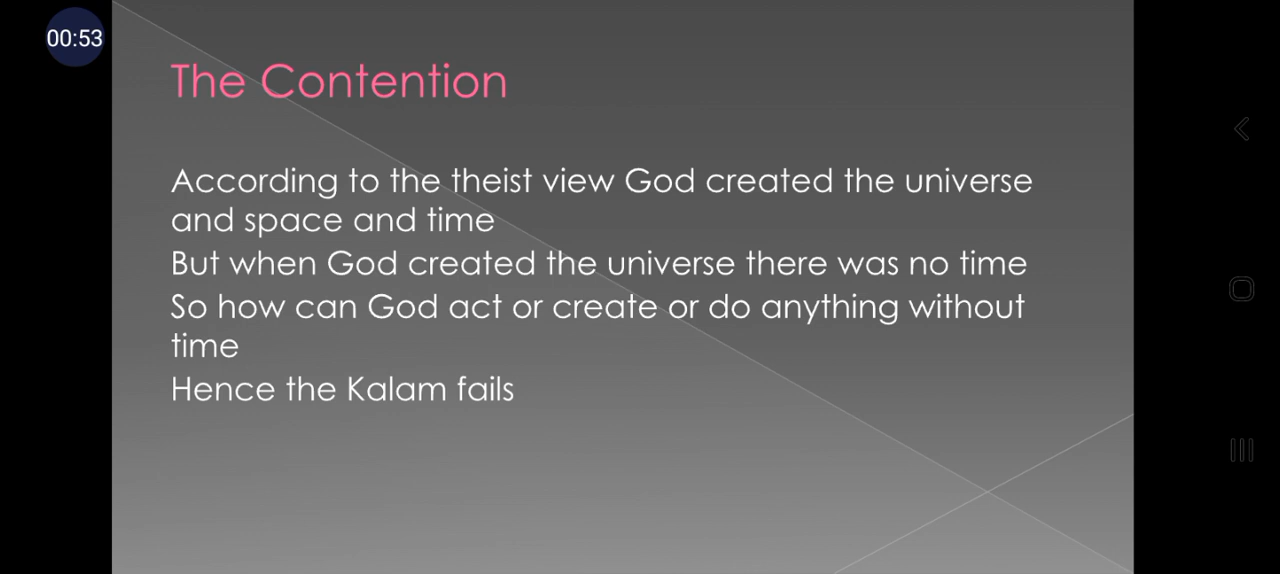 00:53
The Contention
According to the theist view God created the universe
and space and time
But when God created the universe there was no time
So how can God act or create or do anything without
time
Hence the Kalam fails